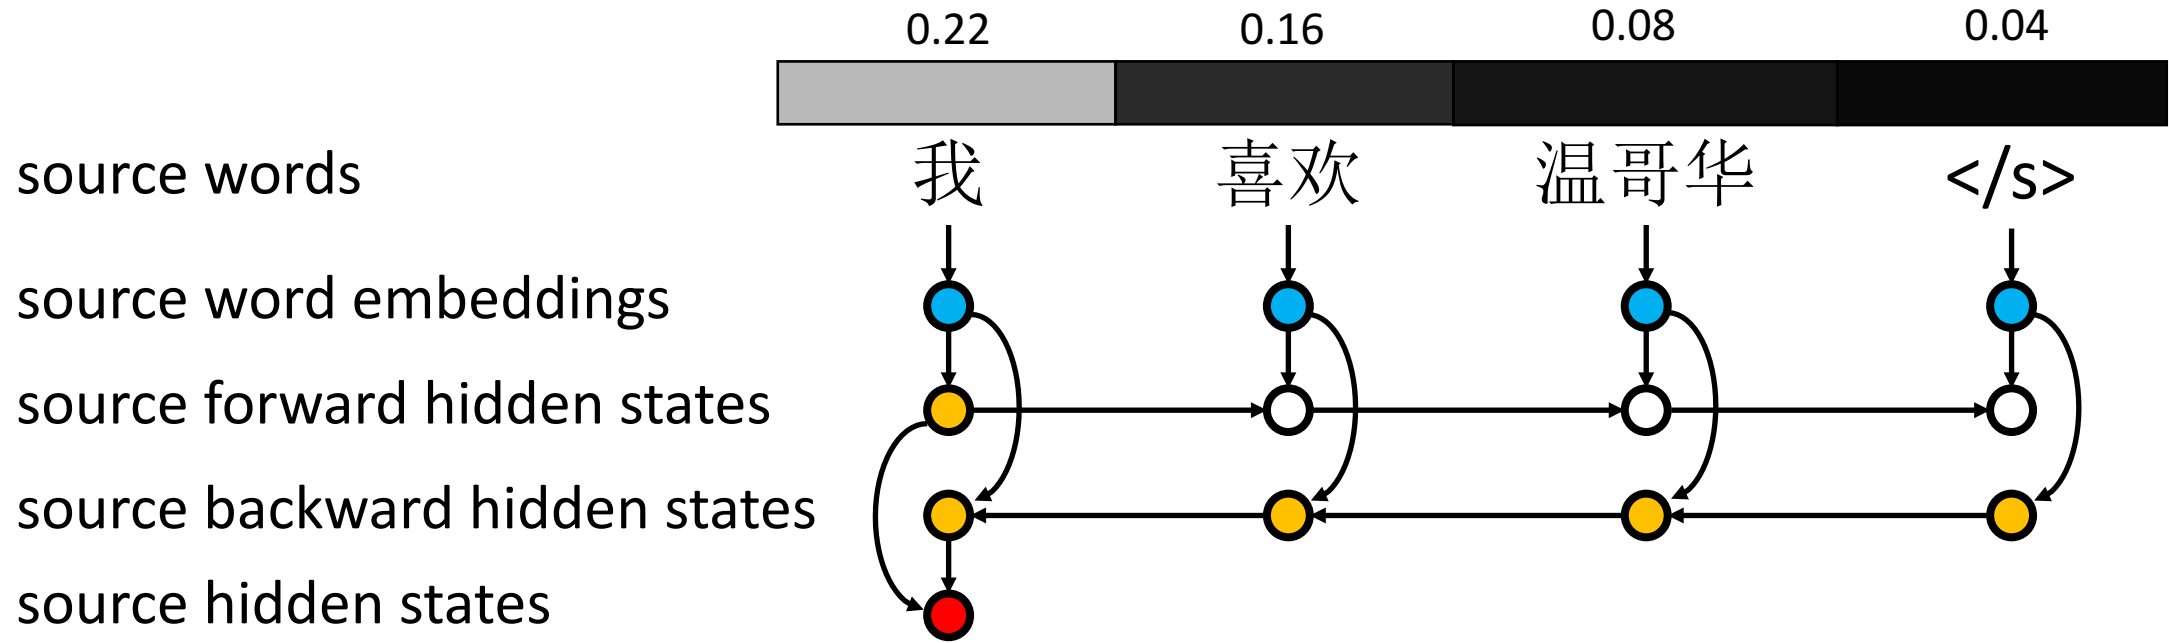 0.22 0.16 0.08 0.04
source words 我 喜欢 温哥华 </s>
source word embeddings
source forward hidden states
source backward hidden states
source hidden states